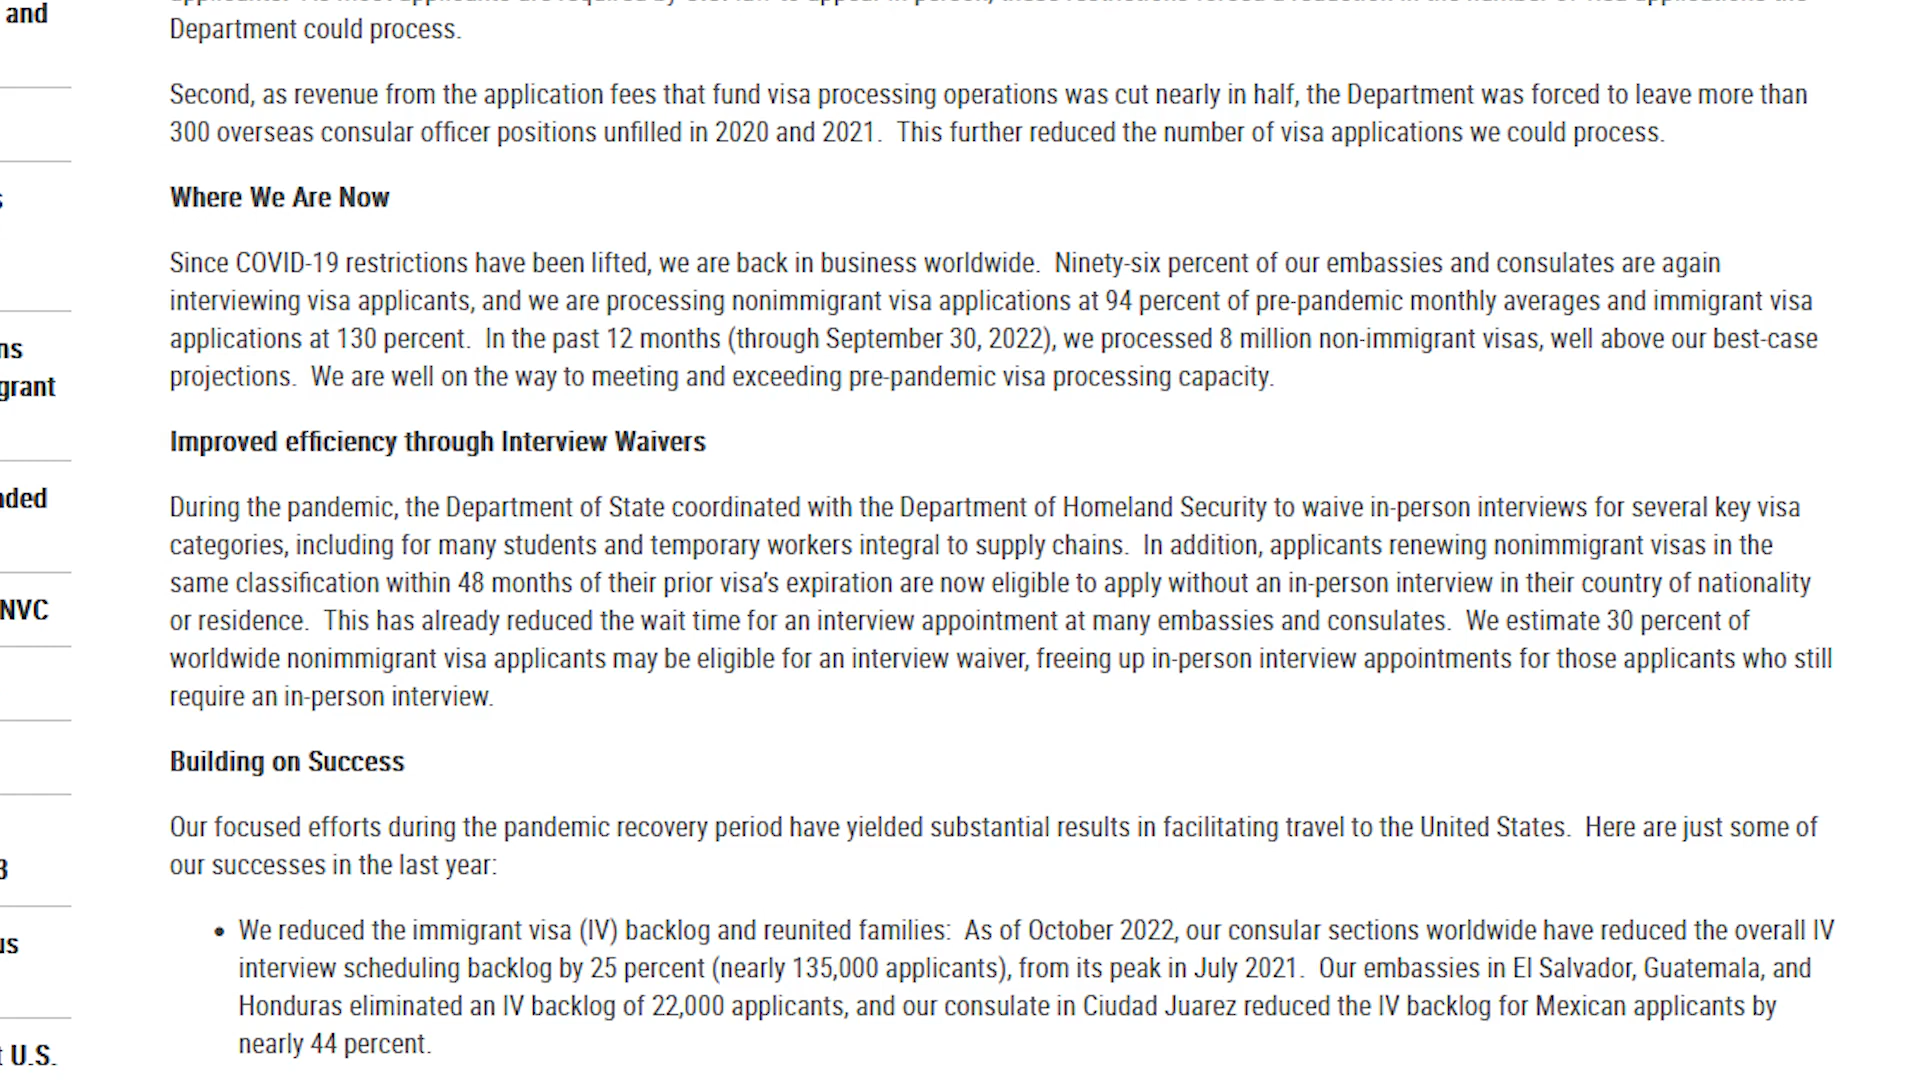 and
Department could process.
Second, as revenue from the application fees that fund visa processing operations was cut nearly in half, the Department was forced to leave more than
300 overseas consular officer positions unfilled in 2020 and 2021.  This further reduced the number of visa applications we could process.
Where We Are Now
Since COVID-19 restrictions have been lifted, we are back in business worldwide.  Ninety-six percent of our embassies and consulates are again
interviewing visa applicants, and we are processing nonimmigrant visa applications at 94 percent of pre-pandemic monthly averages and immigrant visa
applications at 130 percent.  In the past 12 months (through September 30, 2022), we processed 8 million non-immigrant visas, well above our best-case
projections.  We are well on the way to meeting and exceeding pre-pandemic visa processing capacity.
Improved efficiency through Interview Waivers
During the pandemic, the Department of State coordinated with the Department of Homeland Security to waive in-person interviews for several key visa
categories, including for many students and temporary workers integral to supply chains.  In addition, applicants renewing nonimmigrant visas in the
same classification within 48 months of their prior visa's expiration are now eligible to apply without an in-person interview in their country of nationality
or residence.  This has already reduced the wait time for an interview appointment at many embassies and consulates.  We estimate 30 percent of
worldwide nonimmigrant visa applicants may be eligible for an interview waiver, freeing up in-person interview appointments for those applicants who still
require an in-person interview.
Building on Success
Our focused efforts during the pandemic recovery period have yielded substantial results in facilitating travel to the United States.  Here are just some of
our successes in the last year:
• We reduced the immigrant visa (IV) backlog and reunited families:  As of October 2022, our consular sections worldwide have reduced the overall IV
interview scheduling backlog by 25 percent (nearly 135,000 applicants), from its peak in July 2021.  Our embassies in El Salvador, Guatemala, and
Honduras eliminated an IV backlog of 22,000 applicants, and our consulate in Ciudad Juarez reduced the IV backlog for Mexican applicants by
nearly 44 percent.
ns
grant
nded
NVC
3
us
t U.S.